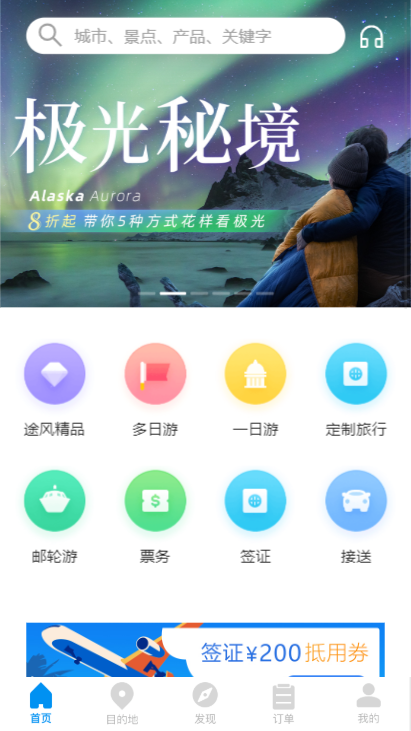 城市、景点、产品、关键字
极光秘境
Alaska Aurora
8折起 带你5种方式花样看极光
途风精品 多日游 一日游 定制旅行
邮轮游 票务 签证 接送
签证¥200抵用券
首页 目的地 发现 订单 我的